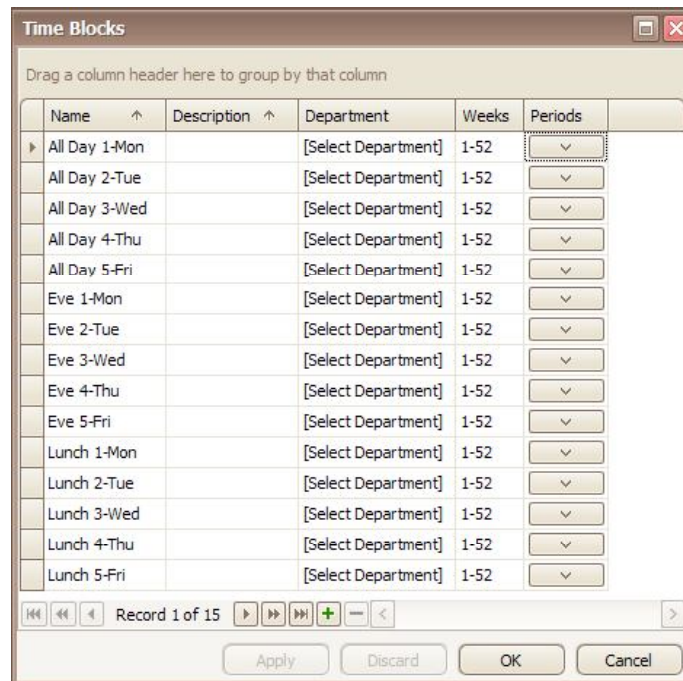 Time Blocks
Drag a column header here to group by that column
Name Description Department Weeks Periods
All Day 1-Mon [Select Department] 1-52
All Day 2-Tue [Select Department] 1-52
All Day 3-Wed [Select Department] 1-52
All Day 4-Thu [Select Department] 1-52
All Day 5-Fri [Select Department] 1-52
Eve 1-Mon [Select Department] 1-52
Eve 2-Tue [Select Department] 1-52
Eve 3-Wed [Select Department] 1-52
Eve 4-Thu [Select Department] 1-52
Eve 5-Fri [Select Department] 1-52
Lunch 1-Mon [Select Department] 1-52
Lunch 2-Tue [Select Department] 1-52
Lunch 3-Wed [Select Department] 1-52
Lunch 4-Thu [Select Department] 1-52
Lunch 5-Fri [Select Department] 1-52
Record 1 of 15
Apply Discard OK Cancel